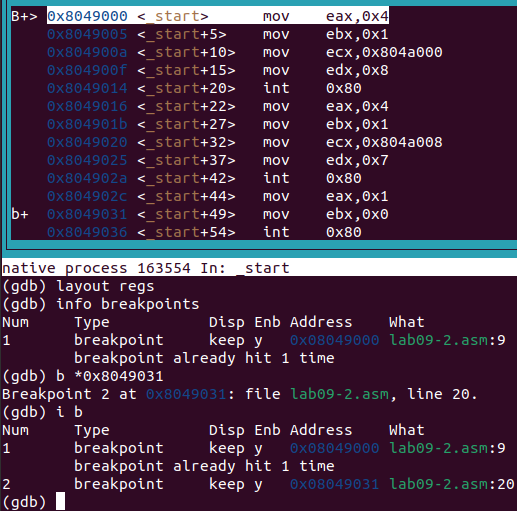 B+> 0x8049000 <_start>      mov    eax,0x4
    0x8049005 <_start+5>    mov    ebx,0x1
    0x804900a <_start+10>   mov    ecx,0x804a000
    0x804900f <_start+15>   mov    edx,0x8
    0x8049014 <_start+20>   int    0x80
    0x8049016 <_start+22>   mov    eax,0x4
    0x804901b <_start+27>   mov    ebx,0x1
    0x8049020 <_start+32>   mov    ecx,0x804a008
    0x8049025 <_start+37>   mov    edx,0x7
    0x804902a <_start+42>   int    0x80
    0x804902c <_start+44>   mov    eax,0x1
b+  0x8049031 <_start+49>   mov    ebx,0x0
    0x8049036 <_start+54>   int    0x80
native process 163554 In: _start
(gdb) layout regs
(gdb) info breakpoints
Num     Type           Disp Enb Address    What
1       breakpoint     keep y   0x08049000 lab09-2.asm:9
        breakpoint already hit 1 time
(gdb) b *0x8049031
Breakpoint 2 at 0x8049031: file lab09-2.asm, line 20.
(gdb) i b
Num     Type           Disp Enb Address    What
1       breakpoint     keep y   0x08049000 lab09-2.asm:9
        breakpoint already hit 1 time
2       breakpoint     keep y   0x08049031 lab09-2.asm:20
(gdb)